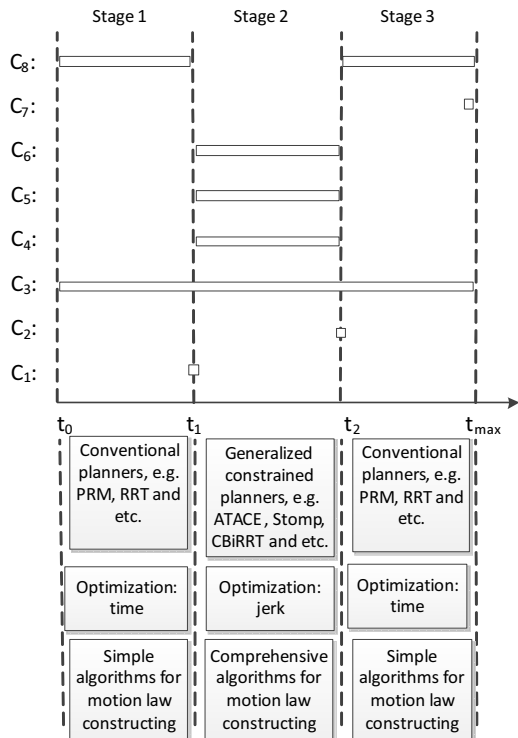 Stage 1 Stage 2 Stage 3
C8:
C7:
C6:
C5:
C4:
C3:
C2:
C1:
t0 t1 t2 tmax
Conventional
planners, e.g.
PRM, RRT and
etc.
Generalized
constrained
planners, e.g.
ATACE, Stomp,
CBiRRT and etc.
Conventional
planners, e.g.
PRM, RRT and
etc.
Optimization:
time
Optimization:
jerk
Optimization:
time
Simple
algorithms for
motion law
constructing
Comprehensive
algorithms for
motion law
constructing
Simple
algorithms for
motion law
constructing